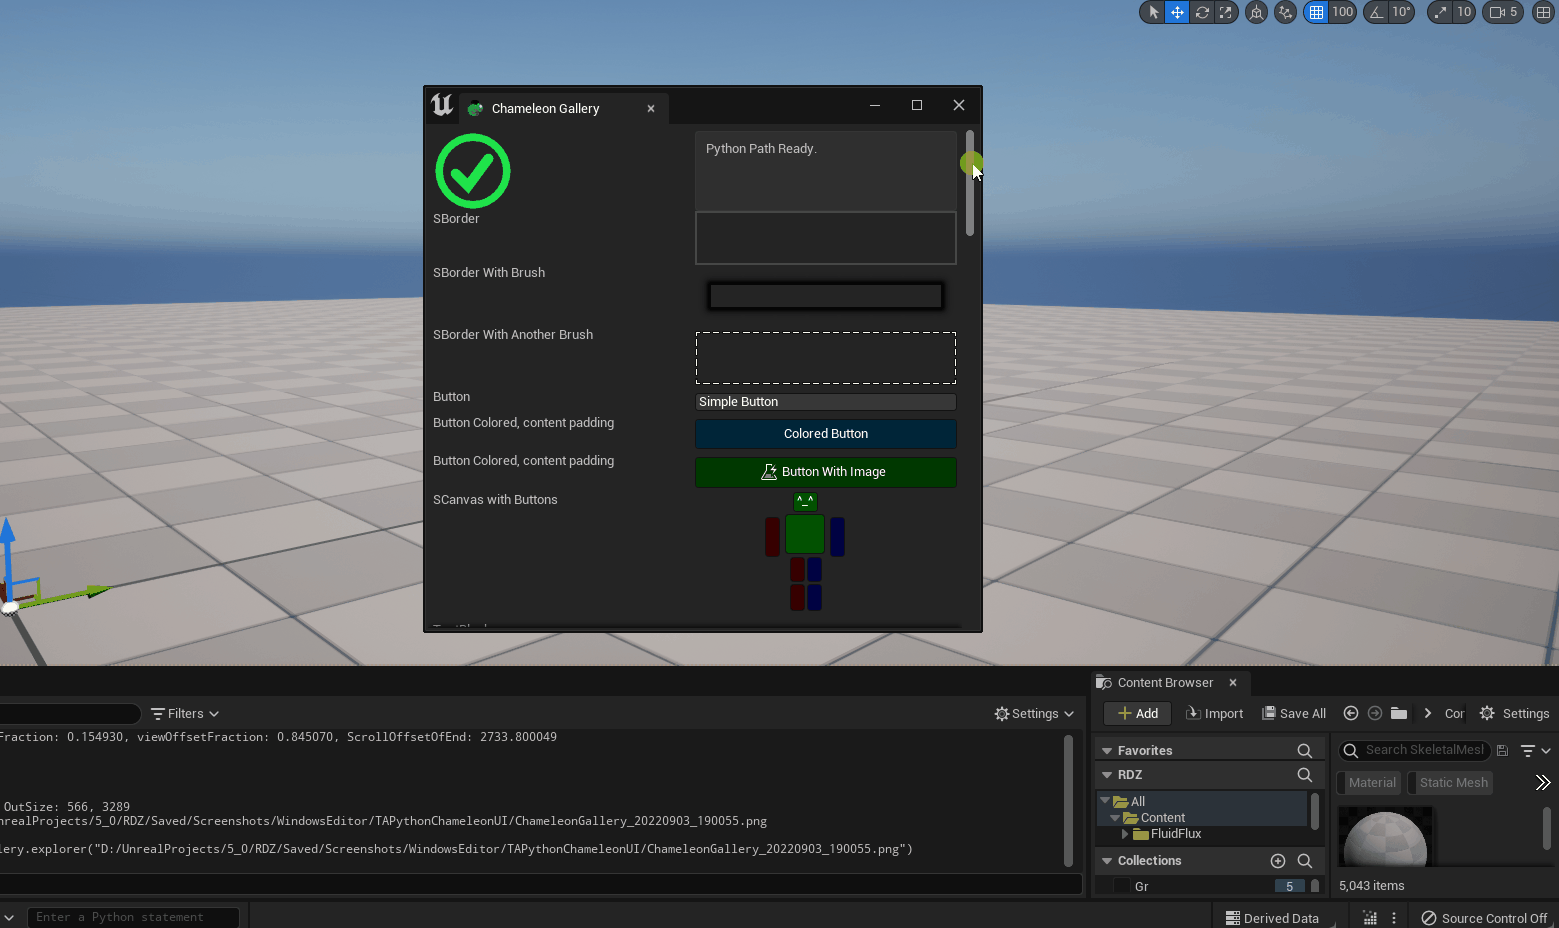 100
10°
10
5
Chameleon Gallery
Python Path Ready.
SBorder
SBorder With Brush
SBorder With Another Brush
Button
Simple Button
Button Colored, content padding
Colored Button
Button Colored, content padding
Button With Image
SCanvas with Buttons
^_^
Content Browser
Filters
Settings
Add
Import
Save All
Cor
Settings
Fraction: 0.154930, viewOffsetFraction: 0.845070, ScrollOffsetOfEnd: 2733.800049
Favorites
Search SkeletalMesl
RDZ
Material
Static Mesh
OutSize: 566, 3289
All
nrealProjects/5_0/RDZ/Saved/Screenshots/WindowsEditor/TAPythonChameleonUI/ChameleonGallery_20220903_190055.png
Content
FluidFlux
lery.explorer("D:/UnrealProjects/5_0/RDZ/Saved/Screenshots/WindowsEditor/TAPythonChameleonUI/ChameleonGallery_20220903_190055.png")
Collections
Gr
5
5,043 items
Enter a Python statement
Derived Data
Source Control Off